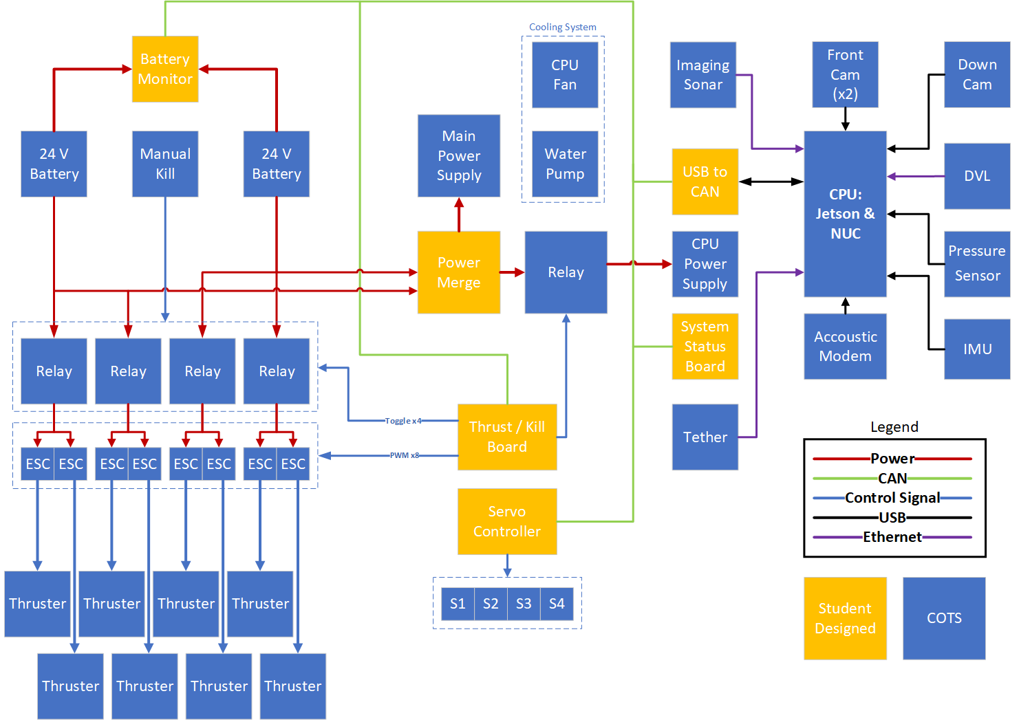 Cooling System
Battery
Monitor
CPU
Fan
Imaging
Sonar
Front
Cam
(x2)
Down
Cam
24 V
Battery
Manual
Kill
24 V
Battery
Main
Power
Supply
Water
Pump
USB to
CAN
CPU:
Jetson &
NUC
DVL
Power
Merge
Relay
CPU
Power
Supply
Pressure
Sensor
System
Status
Board
Accoustic
Modem
IMU
Relay
Relay
Relay
Relay
Toggle x4
Thrust / Kill
Board
PWM x8
Tether
ESC
ESC
ESC
ESC
ESC
ESC
ESC
ESC
Legend
Power
CAN
Control Signal
USB
Ethernet
Servo
Controller
S1
S2
S3
S4
Thruster
Thruster
Thruster
Thruster
Student
Designed
COTS
Thruster
Thruster
Thruster
Thruster